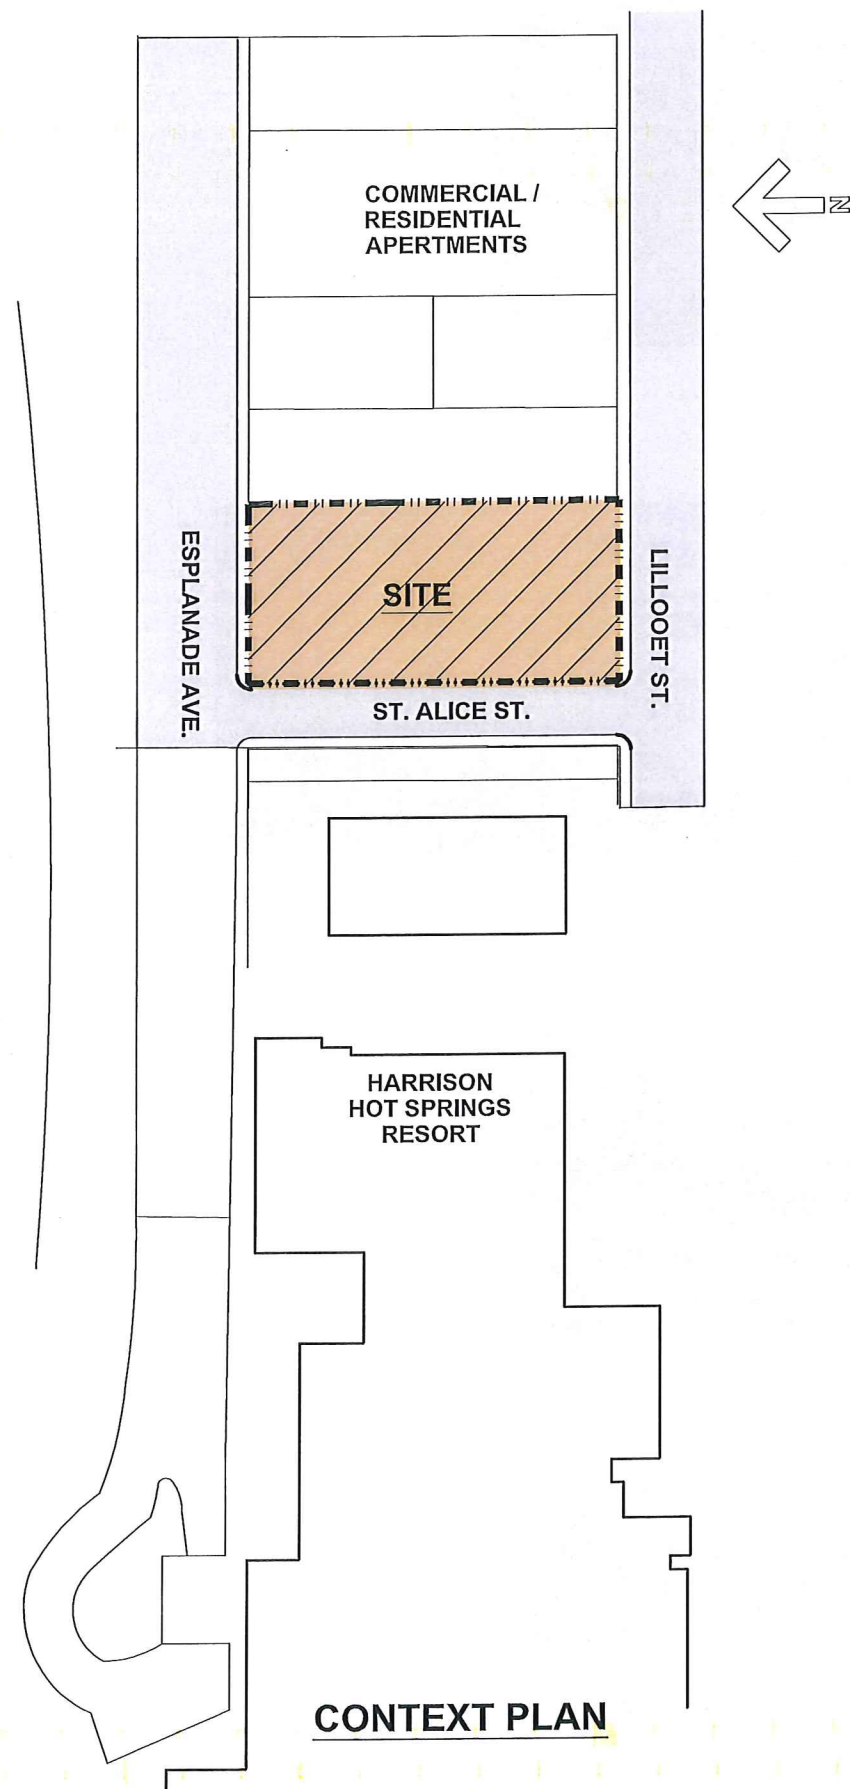 COMMERCIAL /
RESIDENTIAL
APERTMENTS
N
SITE
ESPLANADE AVE.
LILLOOET ST.
ST. ALICE ST.
HARRISON
HOT SPRINGS
RESORT
CONTEXT PLAN